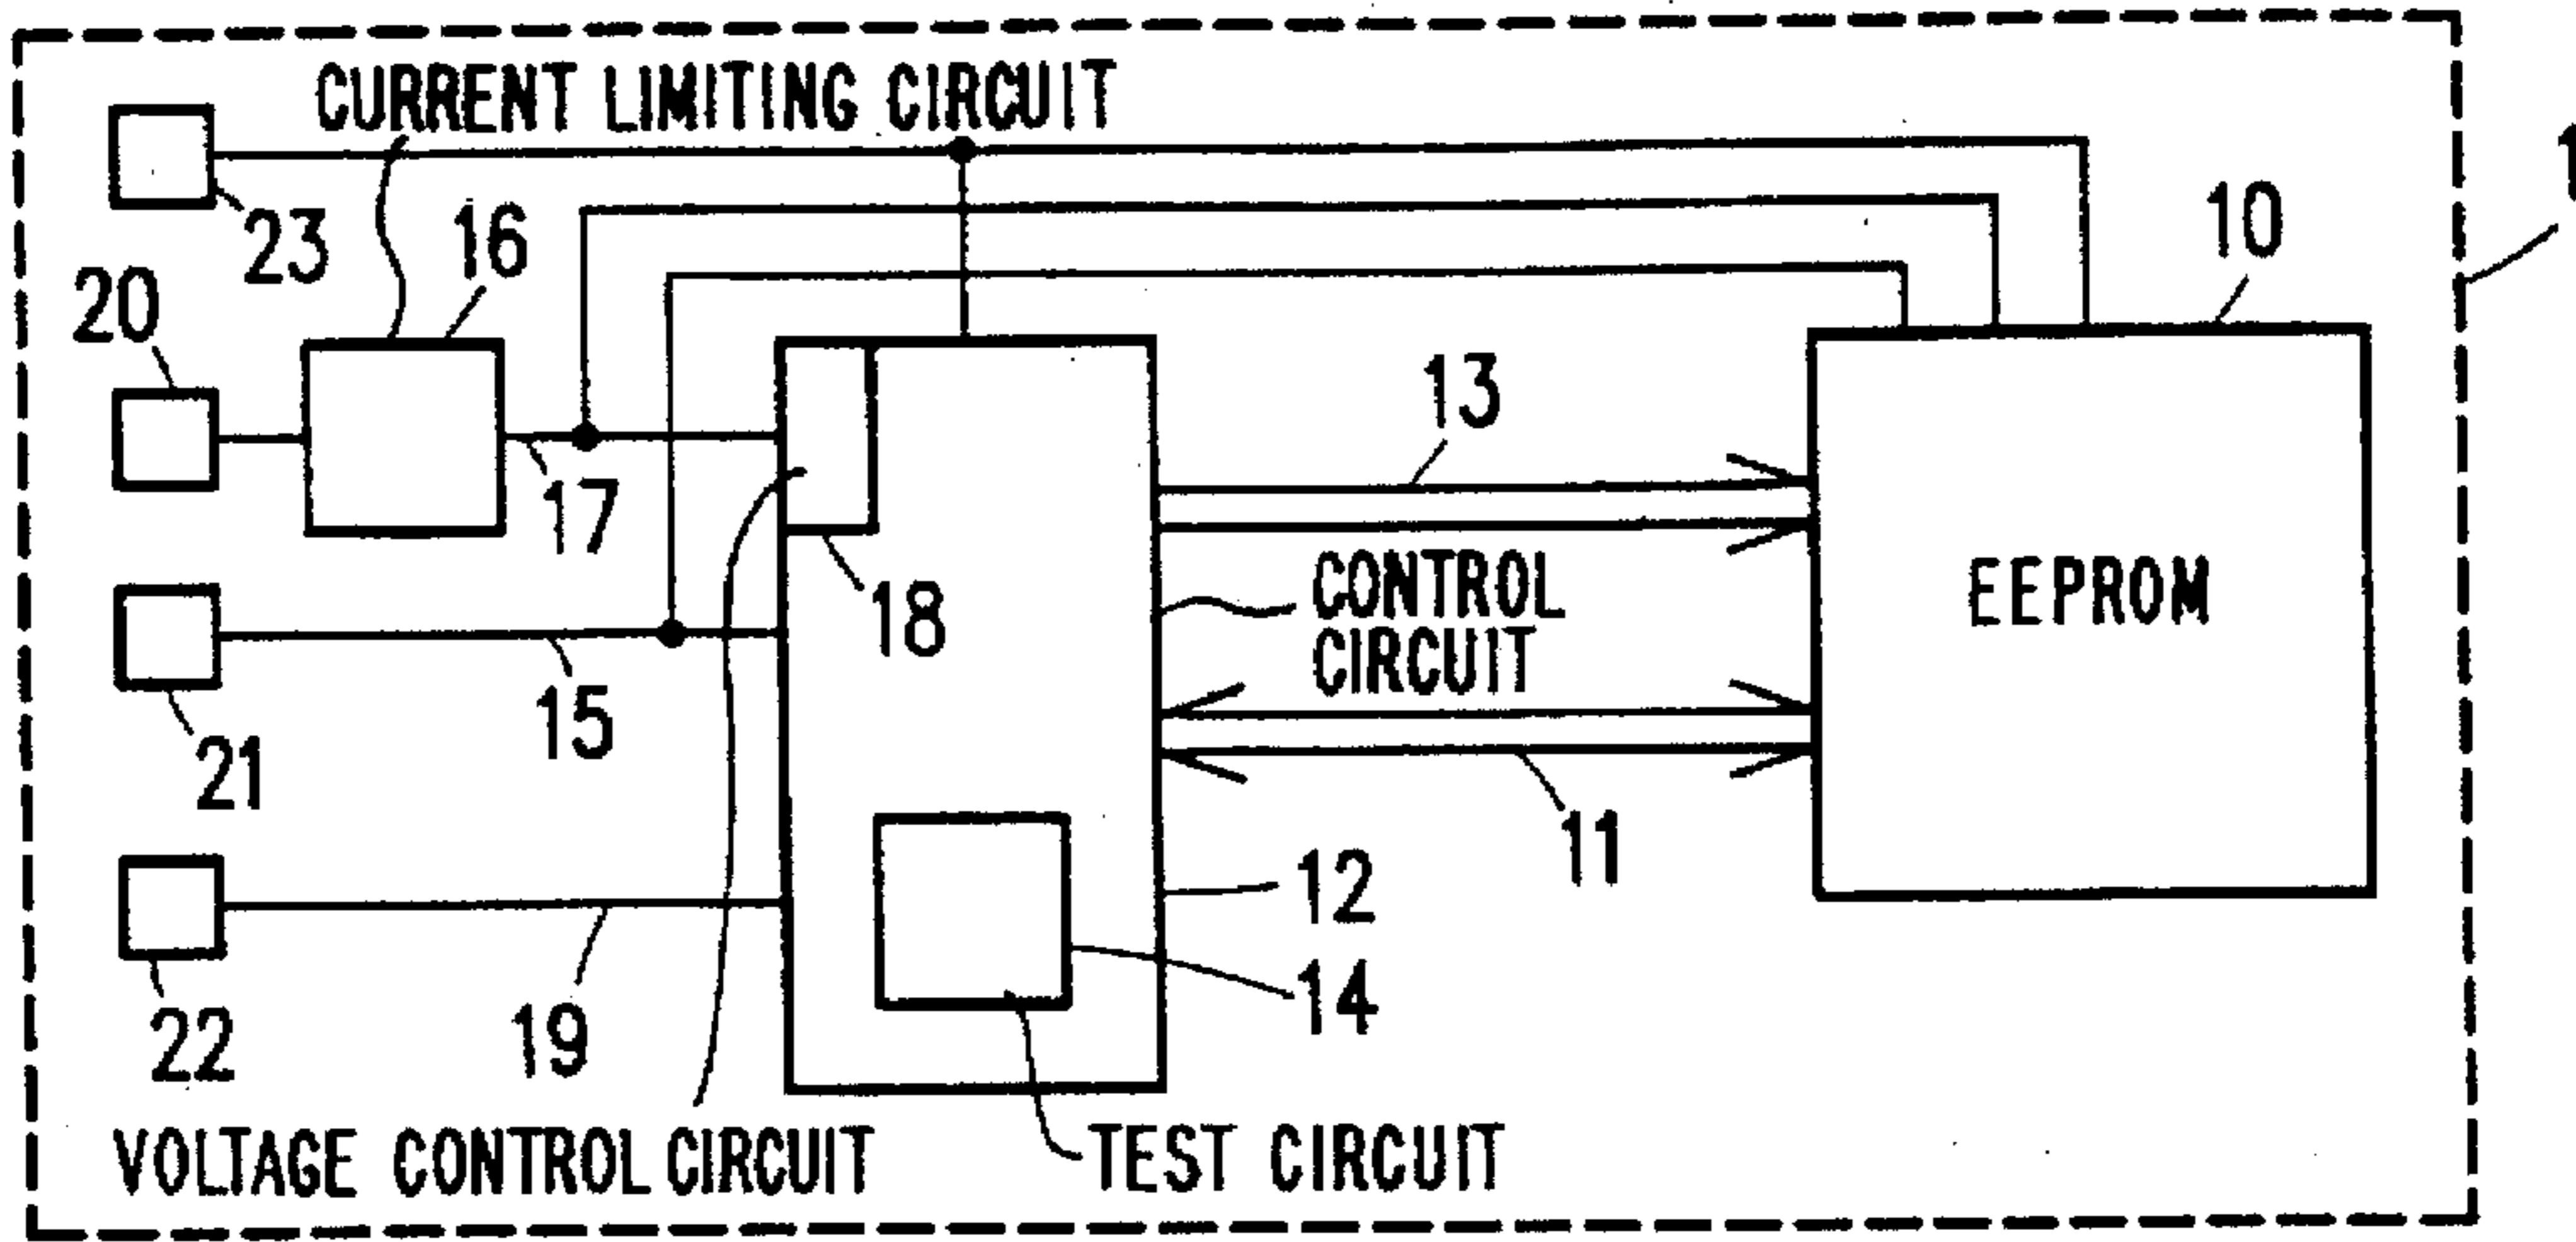 CURRENT LIMITING CIRCUIT
1
23
16
10
20
13
17
18
CONTROL
CIRCUIT
EEPROM
15
21
11
12
14
19
22
VOLTAGE CONTROL CIRCUIT
TEST CIRCUIT